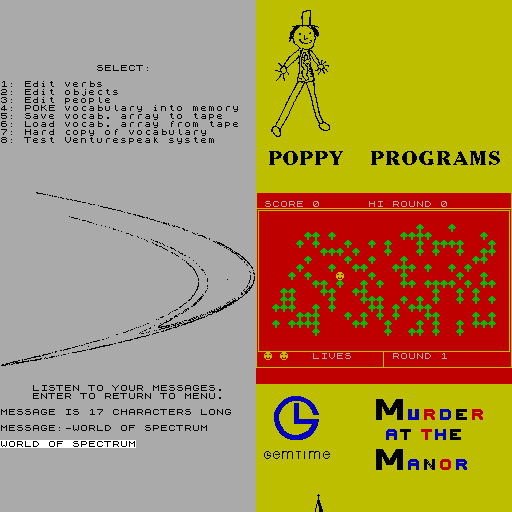 SELECT:
1: Edit verbs
2: Edit objects
3: Edit people
4: POKE vocabulary into memory
5: Save vocab. array to tape
6: Load vocab. array from tape
7: Hard copy of vocabulary
8: Test Venturespeak system
POPPY PROGRAMS
SCORE 0 HI ROUND 0
LIVES ROUND 1
LISTEN TO YOUR MESSAGES.
ENTER TO RETURN TO MENU.
MESSAGE IS 17 CHARACTERS LONG
MESSAGE:-WORLD OF SPECTRUM
WORLD OF SPECTRUM
GEMTIME
MURDER
AT THE
MANOR